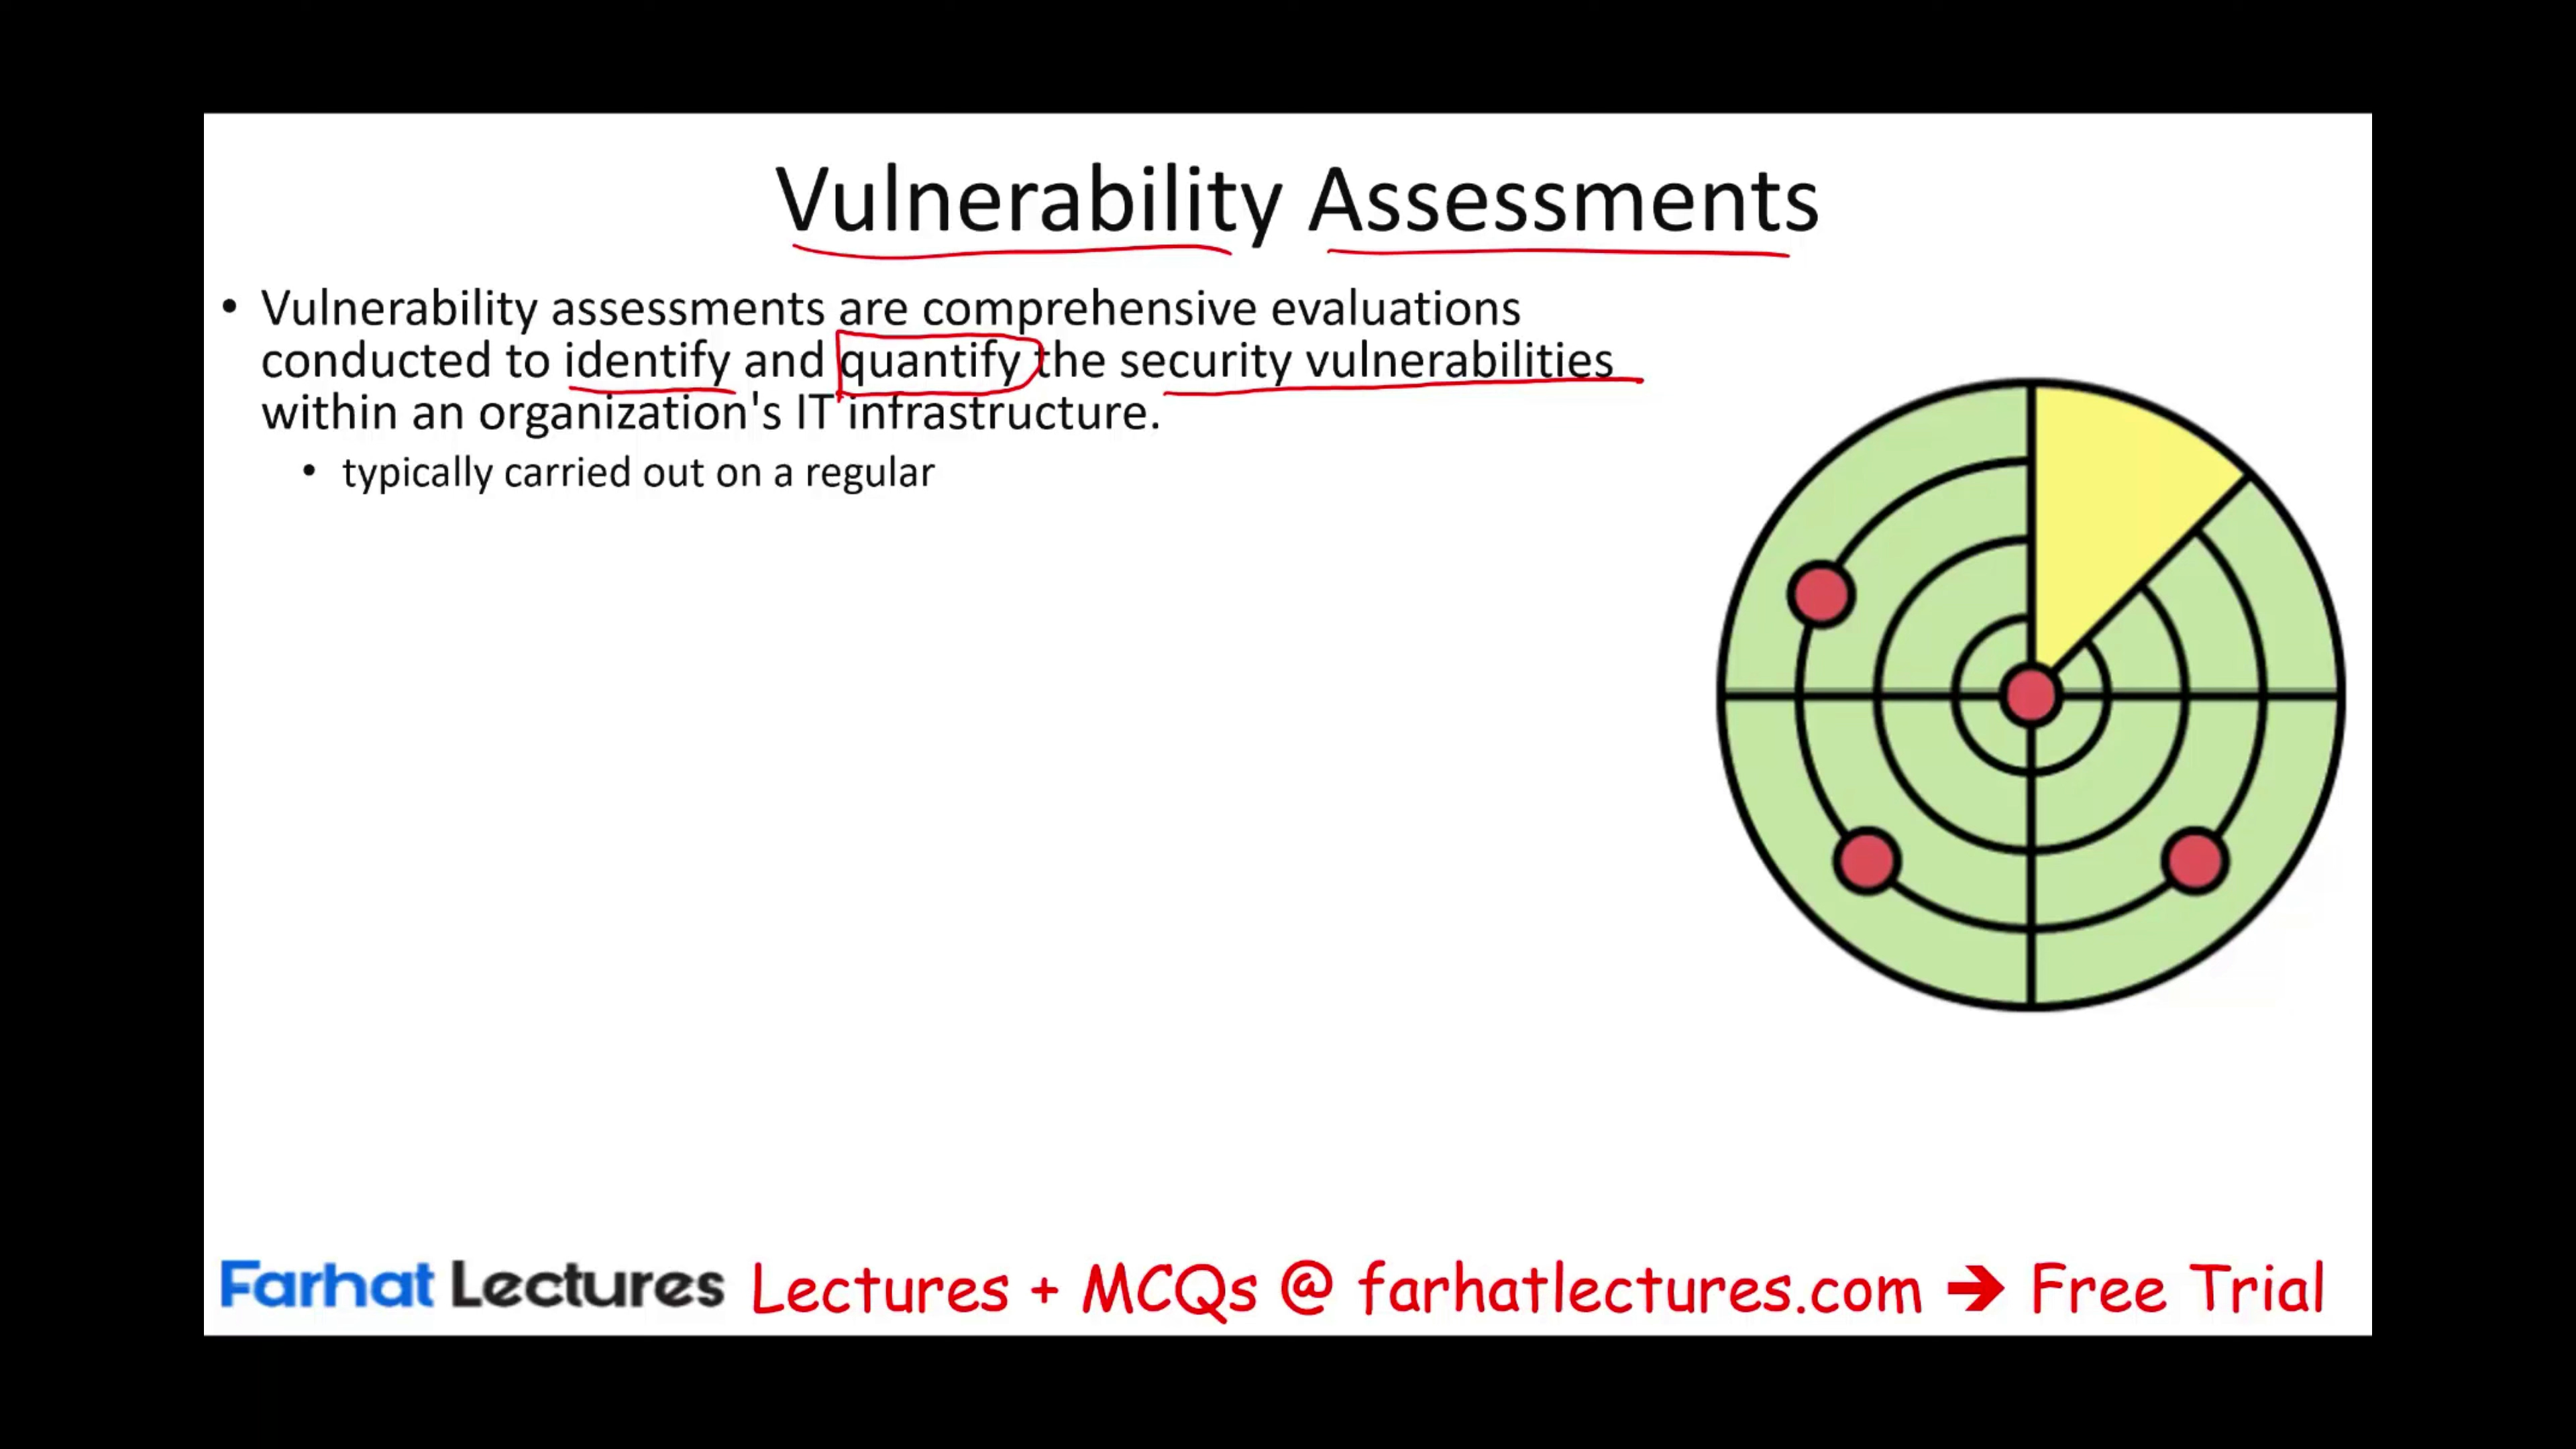 Vulnerability Assessments
• Vulnerability assessments are comprehensive evaluations
conducted to identify and quantify the security vulnerabilities
within an organization's IT infrastructure.
• typically carried out on a regular
Farhat Lectures Lectures + MCQs @ farhatlectures.com ➔ Free Trial